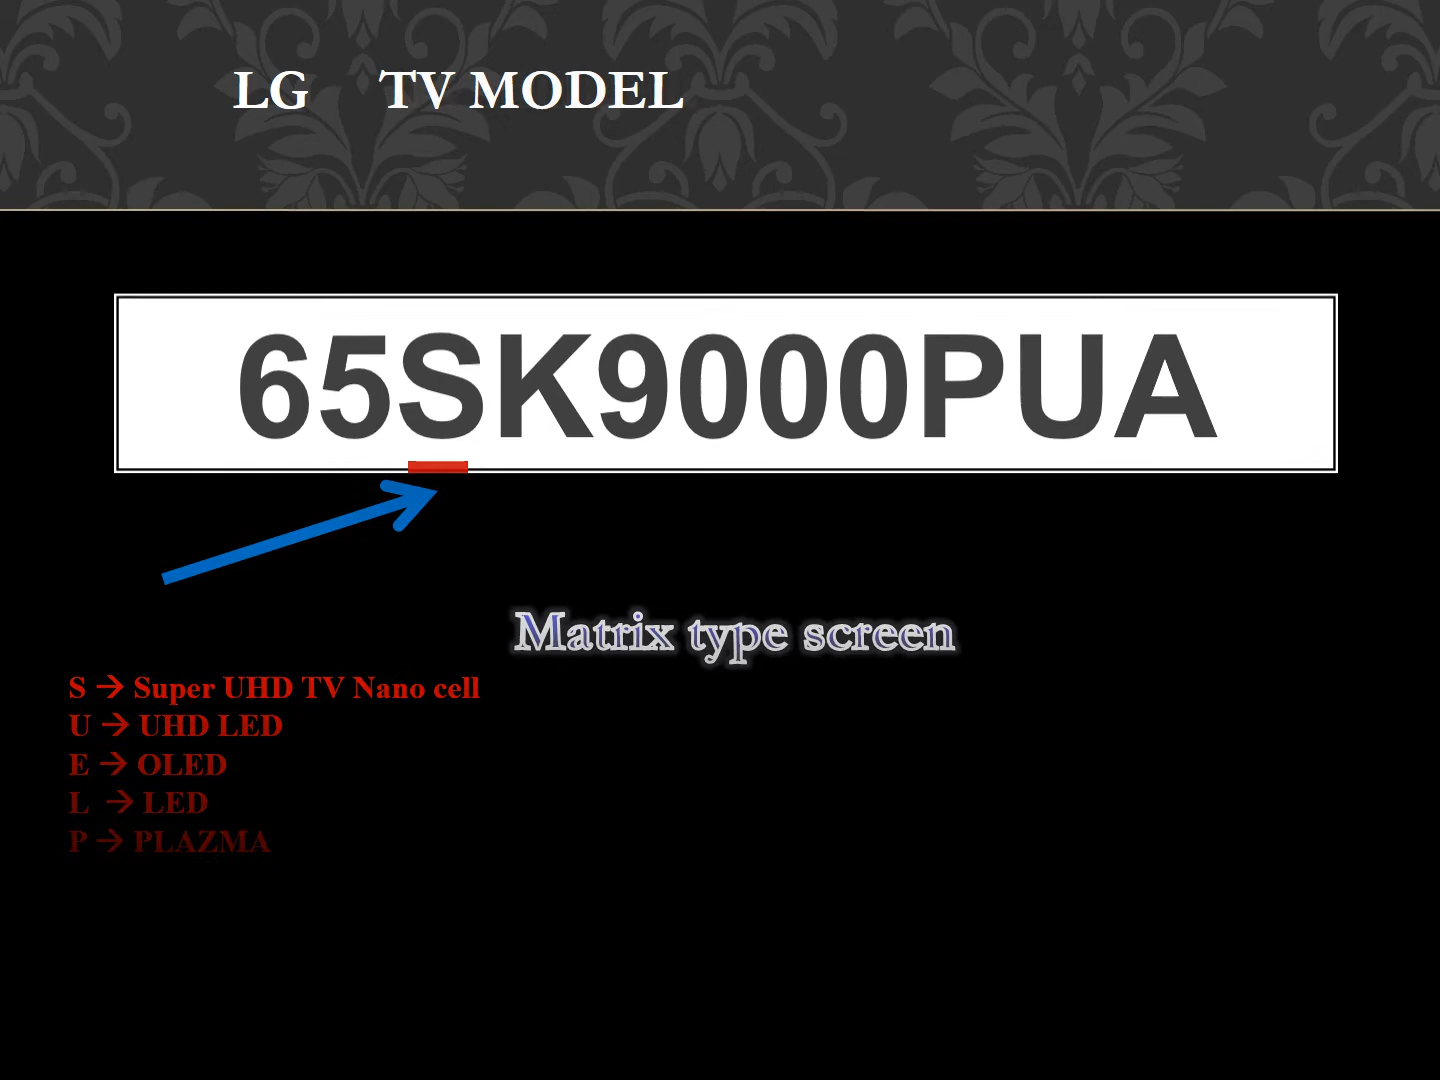 LG TV MODEL
65SK9000PUA
Matrix type screen
S → Super UHD TV Nano cell
U → UHD LED
E → OLED
L → LED
P → PLAZMA